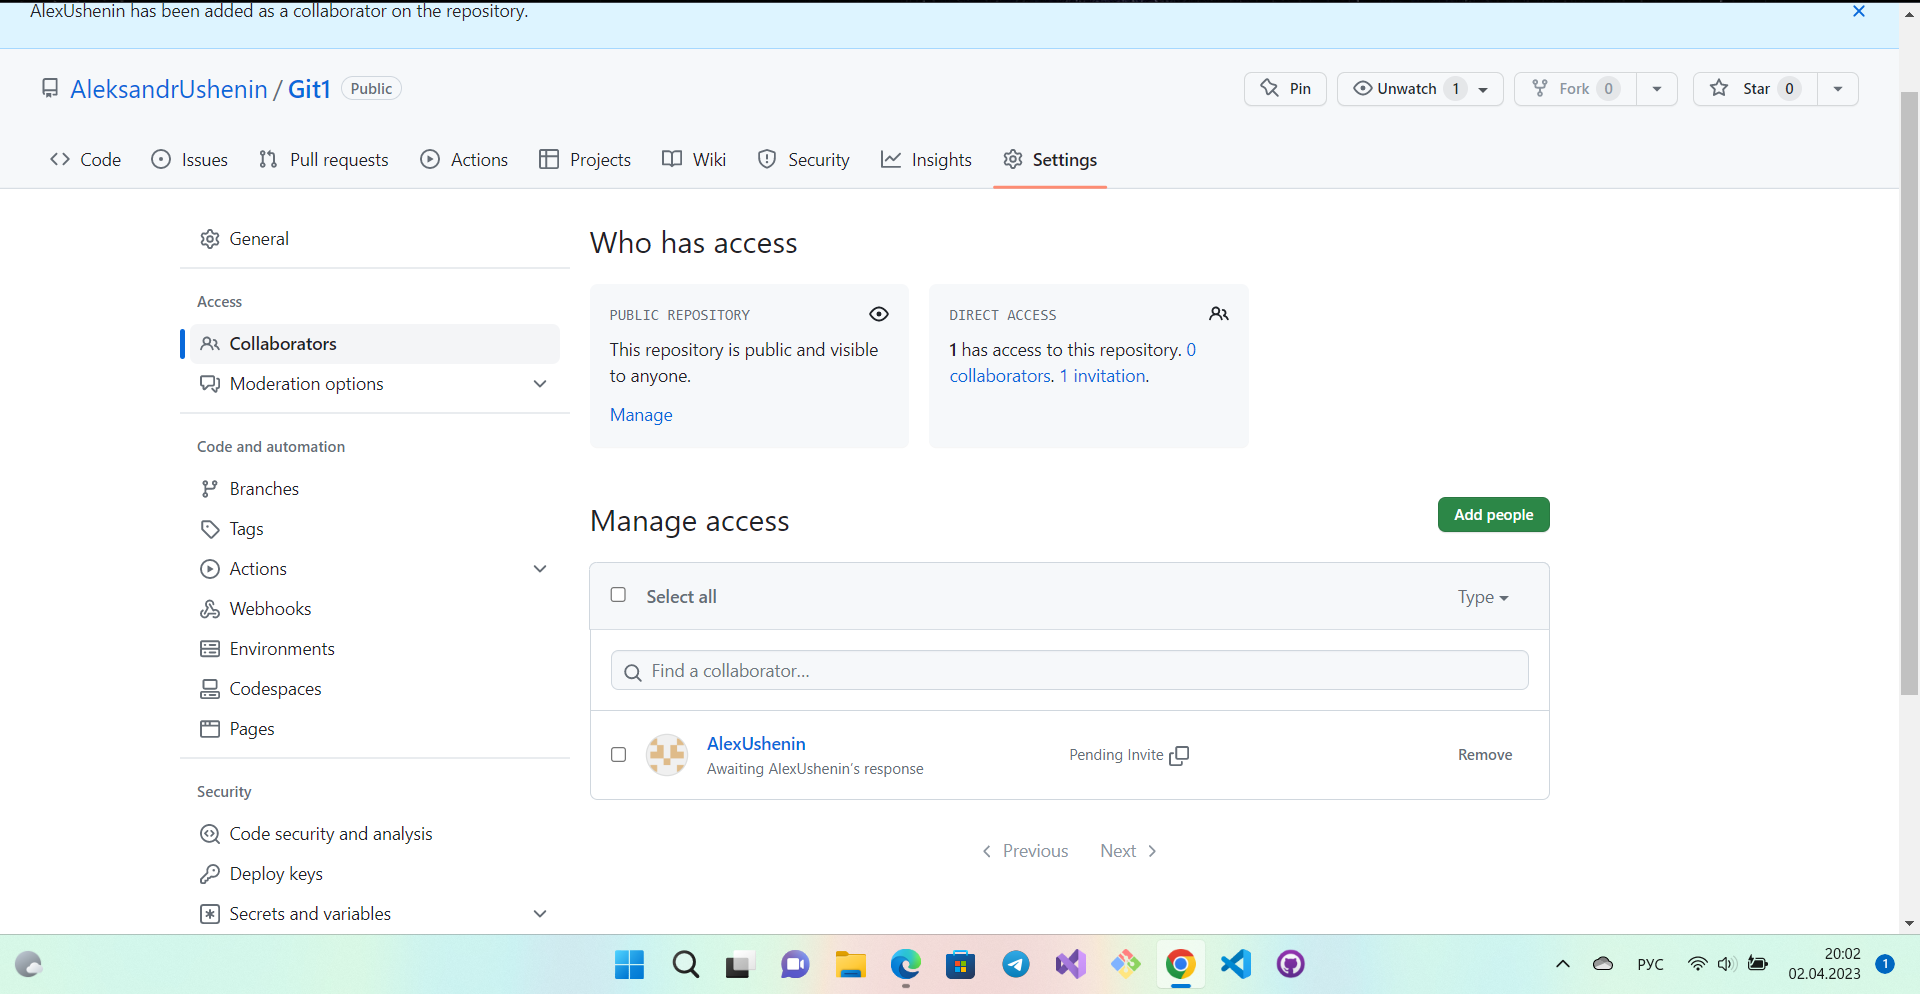 AlexUshenin has been added as a collaborator on the repository.
AleksandrUshenin / Git1 Public
Pin
Unwatch 1
Fork 0
Star 0
Code
Issues
Pull requests
Actions
Projects
Wiki
Security
Insights
Settings
General
Access
Collaborators
Moderation options
Code and automation
Branches
Tags
Actions
Webhooks
Environments
Codespaces
Pages
Security
Code security and analysis
Deploy keys
Secrets and variables
Who has access
PUBLIC REPOSITORY
This repository is public and visible
to anyone.
Manage
DIRECT ACCESS
1 has access to this repository. 0
collaborators. 1 invitation.
Manage access
Add people
Select all
Type
Find a collaborator...
AlexUshenin
Awaiting AlexUshenin's response
Pending Invite
Remove
Previous
Next
РУС
20:02
02.04.2023
1